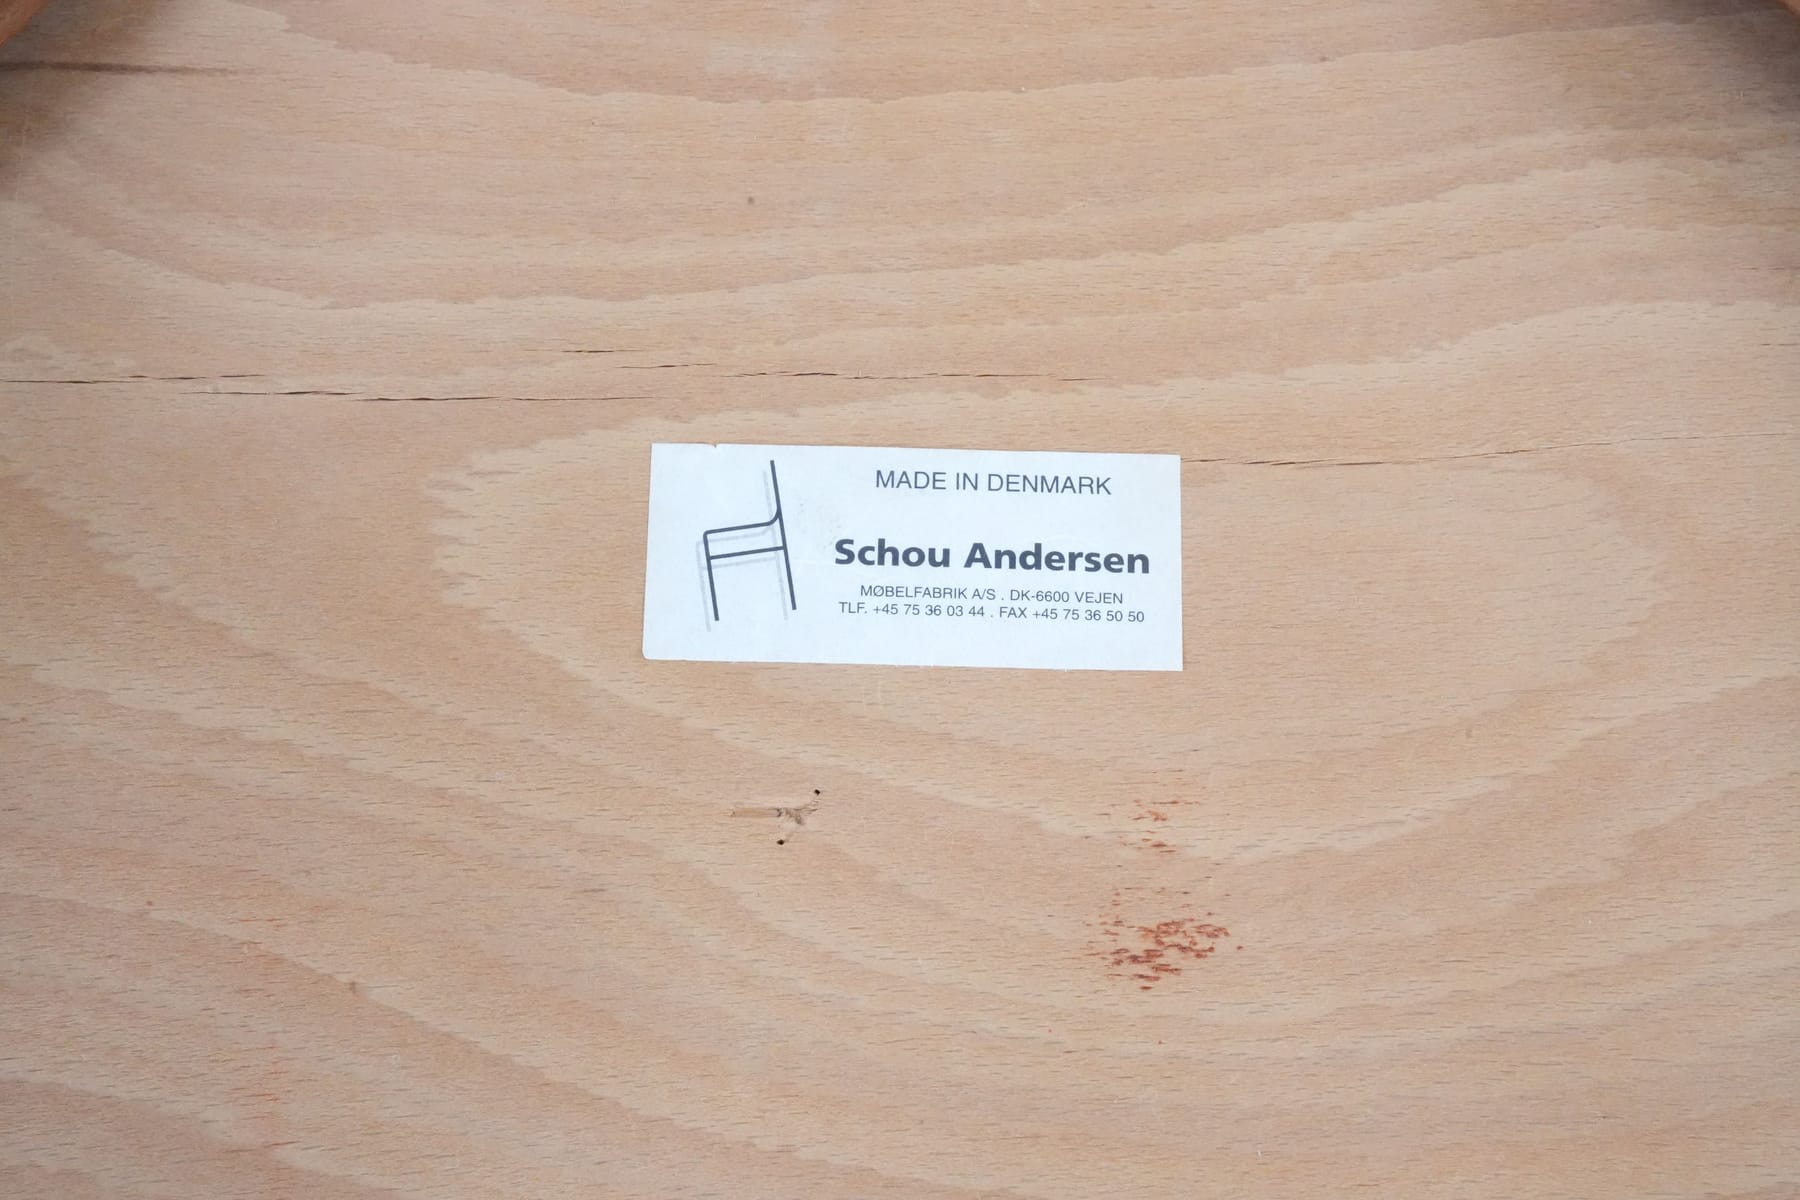 MADE IN DENMARK
Schou Andersen
MØBELFABRIK A/S . DK-6600 VEJEN
TLF. +45 75 36 03 44 . FAX +45 75 36 50 50